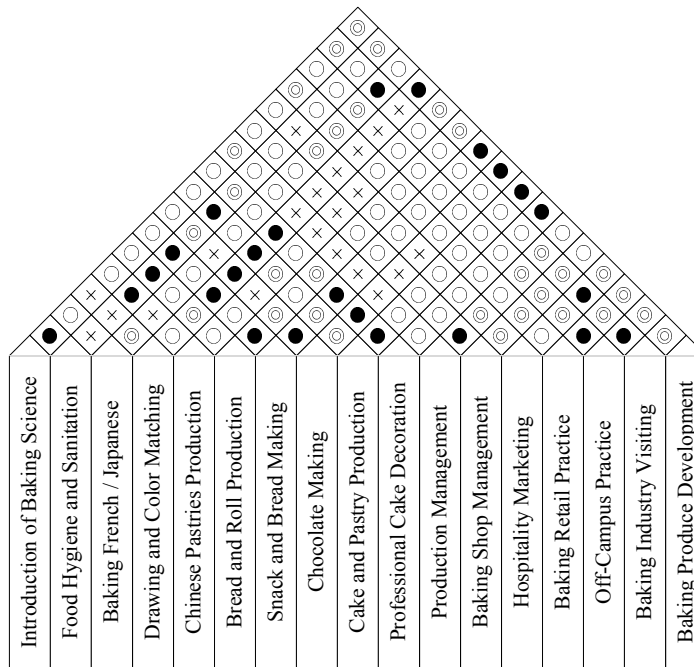 Introduction of Baking Science
Food Hygiene and Sanitation
Baking French / Japanese
Drawing and Color Matching
Chinese Pastries Production
Bread and Roll Production
Snack and Bread Making
Chocolate Making
Cake and Pastry Production
Professional Cake Decoration
Production Management
Baking Shop Management
Hospitality Marketing
Baking Retail Practice
Off-Campus Practice
Baking Industry Visiting
Baking Produce Development